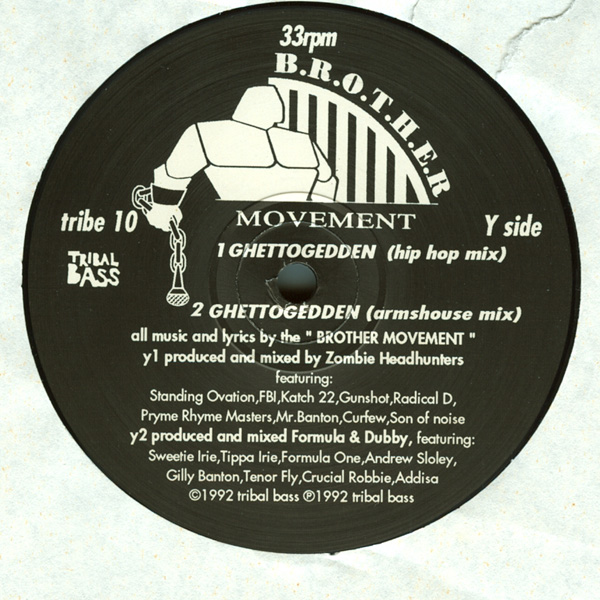 33rpm
B.R.O.T.H.E.R
MOVEMENT
tribe 10
Y side
TRIBAL
BASS
1 GHETTOGEDDEN (hip hop mix)
2 GHETTOGEDDEN (armshouse mix)
all music and lyrics by the " BROTHER MOVEMENT "
y1 produced and mixed by Zombie Headhunters
featuring:
Standing Ovation,FBI,Katch 22,Gunshot,Radical D,
Pryme Rhyme Masters,Mr.Banton,Curfew,Son of noise
y2 produced and mixed Formula & Dubby, featuring:
Sweetie Irie,Tippa Irie,Formula One,Andrew Sloley,
Gilly Banton,Tenor Fly,Crucial Robbie,Addisa
©1992 tribal bass ℗1992 tribal bass